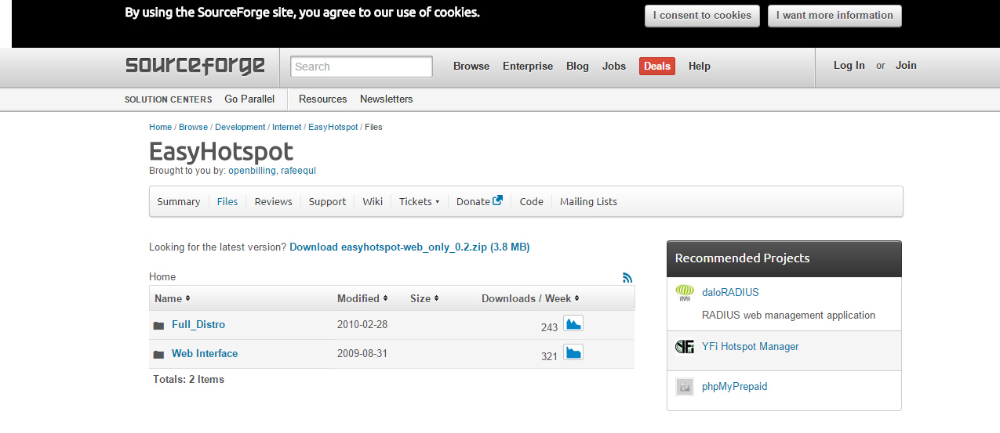 By using the SourceForge site, you agree to our use of cookies. I consent to cookies I want more information
sourceforge Search Browse Enterprise Blog Jobs Deals Help Log In or Join
SOLUTION CENTERS Go Parallel Resources Newsletters
Home / Browse / Development / Internet / EasyHotspot / Files
EasyHotspot
Brought to you by: openbilling, rafeequl
Summary Files Reviews Support Wiki Tickets Donate Code Mailing Lists
Looking for the latest version? Download easyhotspot-web_only_0.2.zip (3.8 MB)
Home
Name Modified Size Downloads / Week
Full_Distro 2010-02-28 243
Web Interface 2009-08-31 321
Totals: 2 Items
Recommended Projects
daloRADIUS
RADIUS web management application
YFi Hotspot Manager
phpMyPrepaid